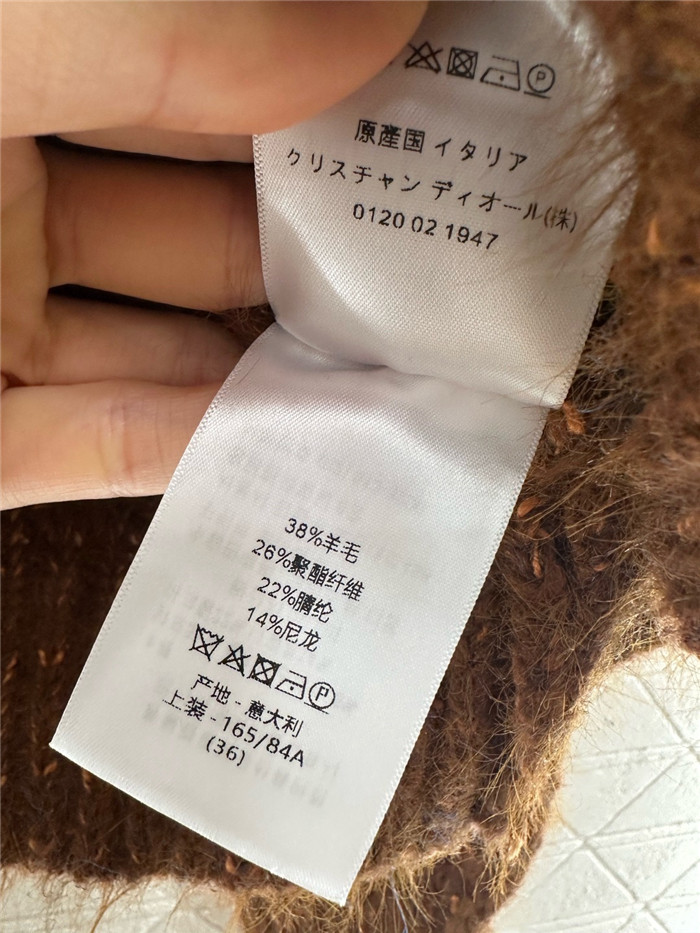 原産国 イタリア
クリスチャン ディオール(株)
0120 02 1947
38%羊毛
26%聚酯纤维
22%腈纶
14%尼龙
产地 - 意大利
上装 - 165/84A
(36)